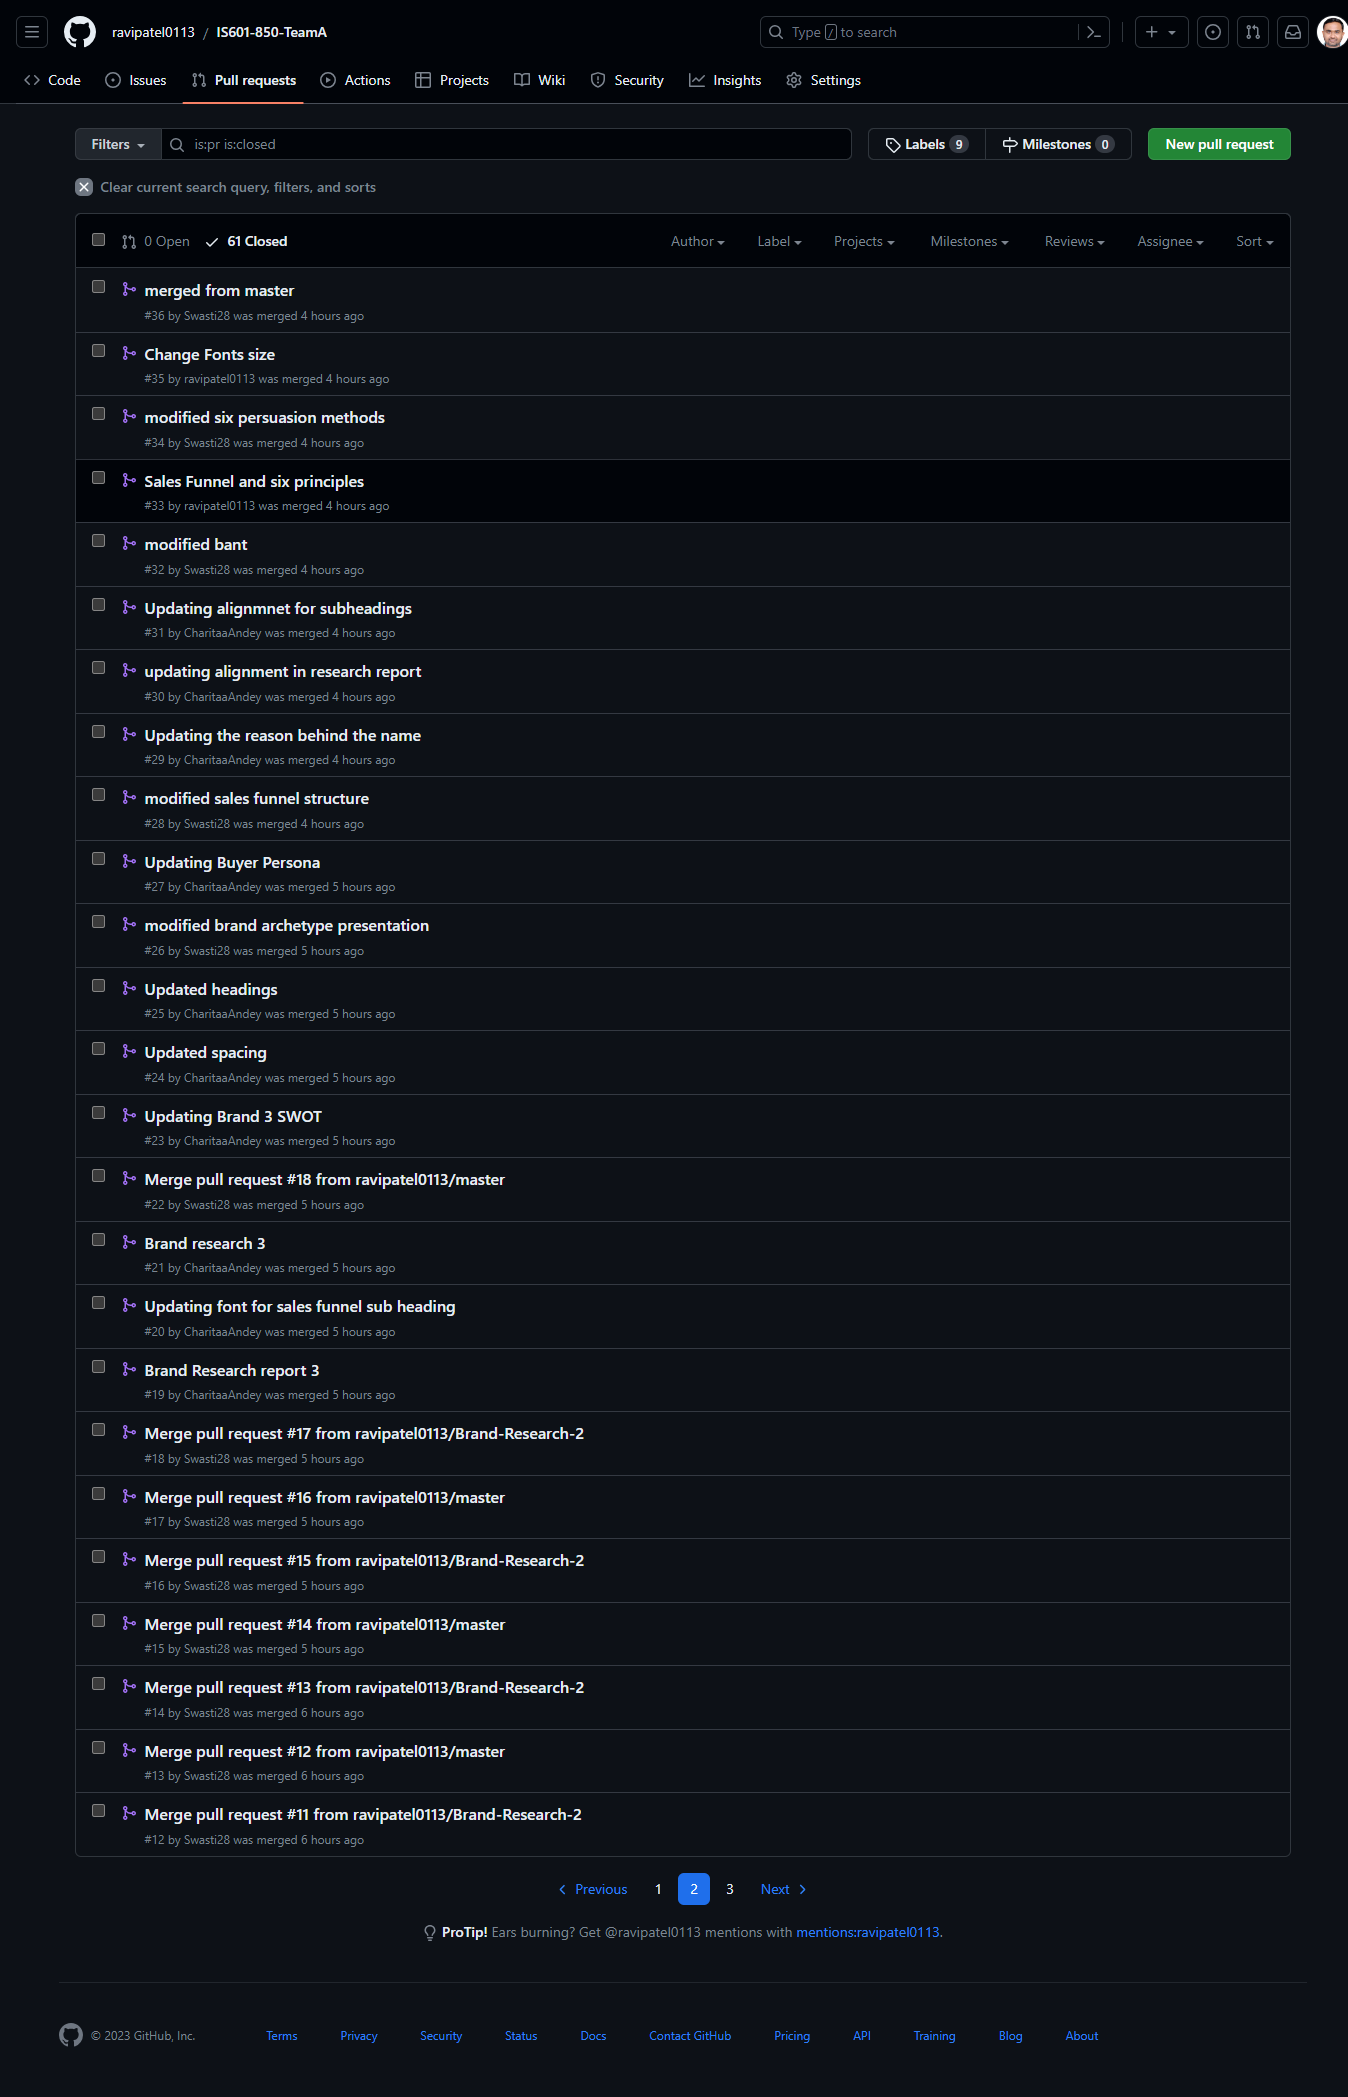 ravipatel0113 / IS601-850-TeamA
Type / to search
Code Issues Pull requests Actions Projects Wiki Security Insights Settings
Filters is:pr is:closed Labels 9 Milestones 0 New pull request
Clear current search query, filters, and sorts
0 Open 61 Closed Author Label Projects Milestones Reviews Assignee Sort
merged from master
#36 by Swasti28 was merged 4 hours ago
Change Fonts size
#35 by ravipatel0113 was merged 4 hours ago
modified six persuasion methods
#34 by Swasti28 was merged 4 hours ago
Sales Funnel and six principles
#33 by ravipatel0113 was merged 4 hours ago
modified bant
#32 by Swasti28 was merged 4 hours ago
Updating alignmnet for subheadings
#31 by CharitaaAndey was merged 4 hours ago
updating alignment in research report
#30 by CharitaaAndey was merged 4 hours ago
Updating the reason behind the name
#29 by CharitaaAndey was merged 4 hours ago
modified sales funnel structure
#28 by Swasti28 was merged 4 hours ago
Updating Buyer Persona
#27 by CharitaaAndey was merged 5 hours ago
modified brand archetype presentation
#26 by Swasti28 was merged 5 hours ago
Updated headings
#25 by CharitaaAndey was merged 5 hours ago
Updated spacing
#24 by CharitaaAndey was merged 5 hours ago
Updating Brand 3 SWOT
#23 by CharitaaAndey was merged 5 hours ago
Merge pull request #18 from ravipatel0113/master
#22 by Swasti28 was merged 5 hours ago
Brand research 3
#21 by CharitaaAndey was merged 5 hours ago
Updating font for sales funnel sub heading
#20 by CharitaaAndey was merged 5 hours ago
Brand Research report 3
#19 by CharitaaAndey was merged 5 hours ago
Merge pull request #17 from ravipatel0113/Brand-Research-2
#18 by Swasti28 was merged 5 hours ago
Merge pull request #16 from ravipatel0113/master
#17 by Swasti28 was merged 5 hours ago
Merge pull request #15 from ravipatel0113/Brand-Research-2
#16 by Swasti28 was merged 5 hours ago
Merge pull request #14 from ravipatel0113/master
#15 by Swasti28 was merged 5 hours ago
Merge pull request #13 from ravipatel0113/Brand-Research-2
#14 by Swasti28 was merged 6 hours ago
Merge pull request #12 from ravipatel0113/master
#13 by Swasti28 was merged 6 hours ago
Merge pull request #11 from ravipatel0113/Brand-Research-2
#12 by Swasti28 was merged 6 hours ago
Previous 1 2 3 Next
ProTip! Ears burning? Get @ravipatel0113 mentions with mentions:ravipatel0113.
© 2023 GitHub, Inc. Terms Privacy Security Status Docs Contact GitHub Pricing API Training Blog About